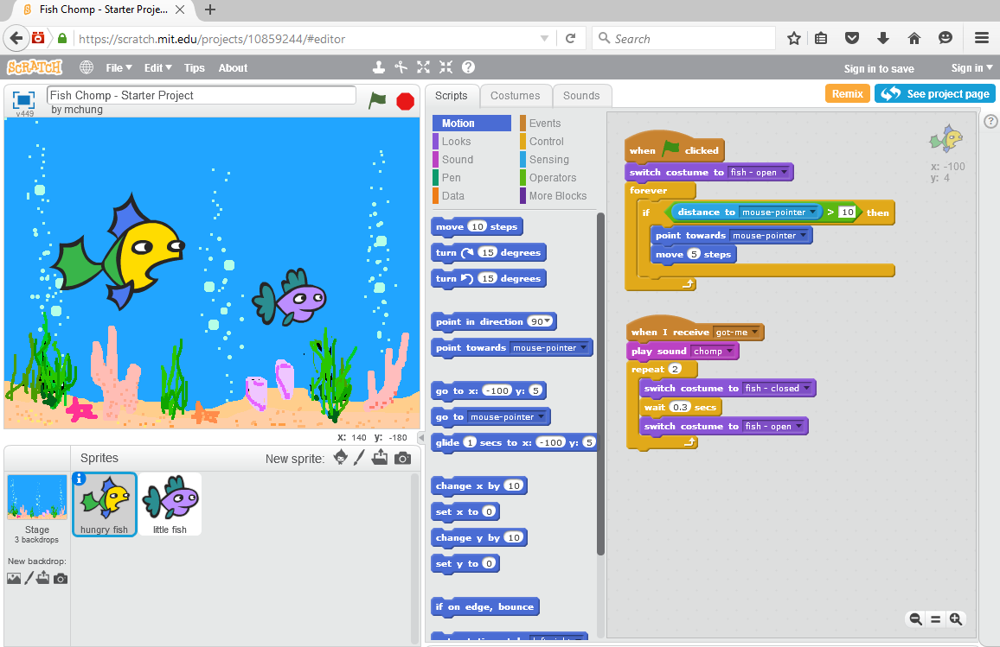 Fish Chomp - Starter Proje...
https://scratch.mit.edu/projects/10859244/#editor
Search
SCRATCH
File
Edit
Tips
About
Sign in to save
Sign in
v449
Fish Chomp - Starter Project
by mchung
Scripts
Costumes
Sounds
Remix
See project page
Motion
Looks
Sound
Pen
Data
Events
Control
Sensing
Operators
More Blocks
move 10 steps
turn 15 degrees
turn 15 degrees
point in direction 90
point towards mouse-pointer
go to x: -100 y: 5
go to mouse-pointer
glide 1 secs to x: -100 y: 5
change x by 10
set x to 0
change y by 10
set y to 0
if on edge, bounce
when clicked
switch costume to fish - open
forever
if distance to mouse-pointer > 10 then
point towards mouse-pointer
move 5 steps
when I receive got-me
play sound chomp
repeat 2
switch costume to fish - closed
wait 0.3 secs
switch costume to fish - open
x: -100
y: 4
x: 140 y: -180
Sprites
New sprite:
Stage
3 backdrops
New backdrop:
hungry fish
little fish